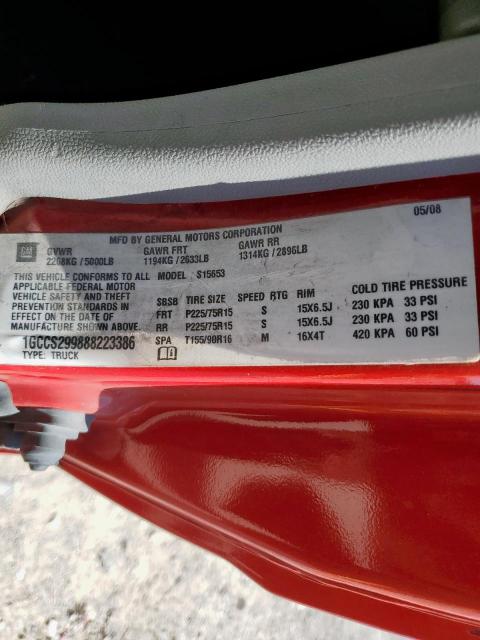 05/08
MFD BY GENERAL MOTORS CORPORATION
GM
GVWR GAWR FRT GAWR RR
2268KG / 5000LB 1194KG / 2633LB 1314KG / 2896LB
THIS VEHICLE CONFORMS TO ALL MODEL: S15653
APPLICABLE FEDERAL MOTOR
VEHICLE SAFETY AND THEFT
PREVENTION STANDARDS IN
EFFECT ON THE DATE OF
MANUFACTURE SHOWN ABOVE.
1GCCS299888223386
TYPE: TRUCK
SBSB TIRE SIZE SPEED RTG RIM COLD TIRE PRESSURE
FRT P225/75R15 S 15X6.5J 230 KPA 33 PSI
RR P225/75R15 S 15X6.5J 230 KPA 33 PSI
SPA T155/90R16 M 16X4T 420 KPA 60 PSI